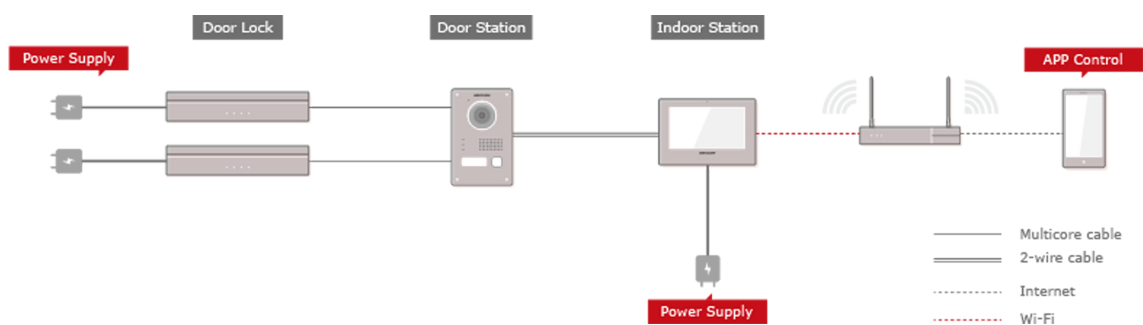 Door Lock
Door Station
Indoor Station
Power Supply
APP Control
Multicore cable
2-wire cable
Internet
Power Supply
Wi-Fi